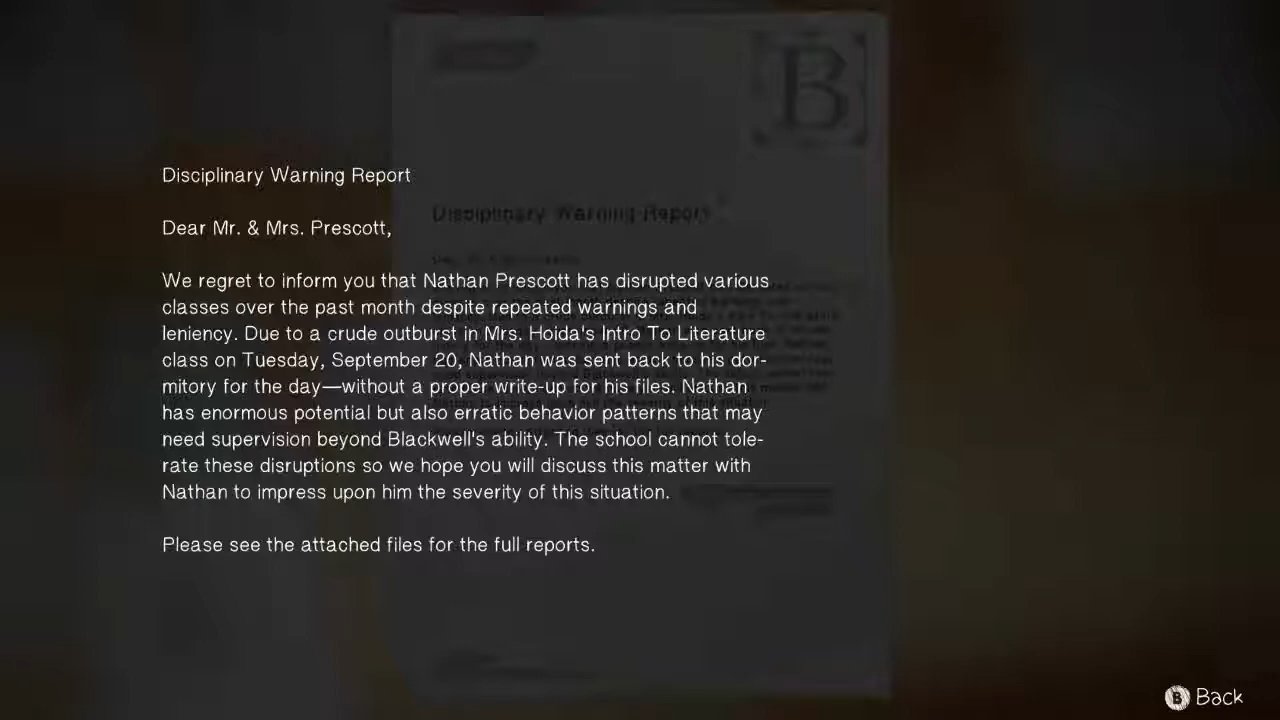 Disciplinary Warning Report
Dear Mr. & Mrs. Prescott,
We regret to inform you that Nathan Prescott has disrupted various
classes over the past month despite repeated warnings and
leniency. Due to a crude outburst in Mrs. Hoida's Intro To Literature
class on Tuesday, September 20, Nathan was sent back to his dor-
mitory for the day—without a proper write-up for his files. Nathan
has enormous potential but also erratic behavior patterns that may
need supervision beyond Blackwell's ability. The school cannot tole-
rate these disruptions so we hope you will discuss this matter with
Nathan to impress upon him the severity of this situation.
Please see the attached files for the full reports.
B
Disciplinary Warning Report
B Back